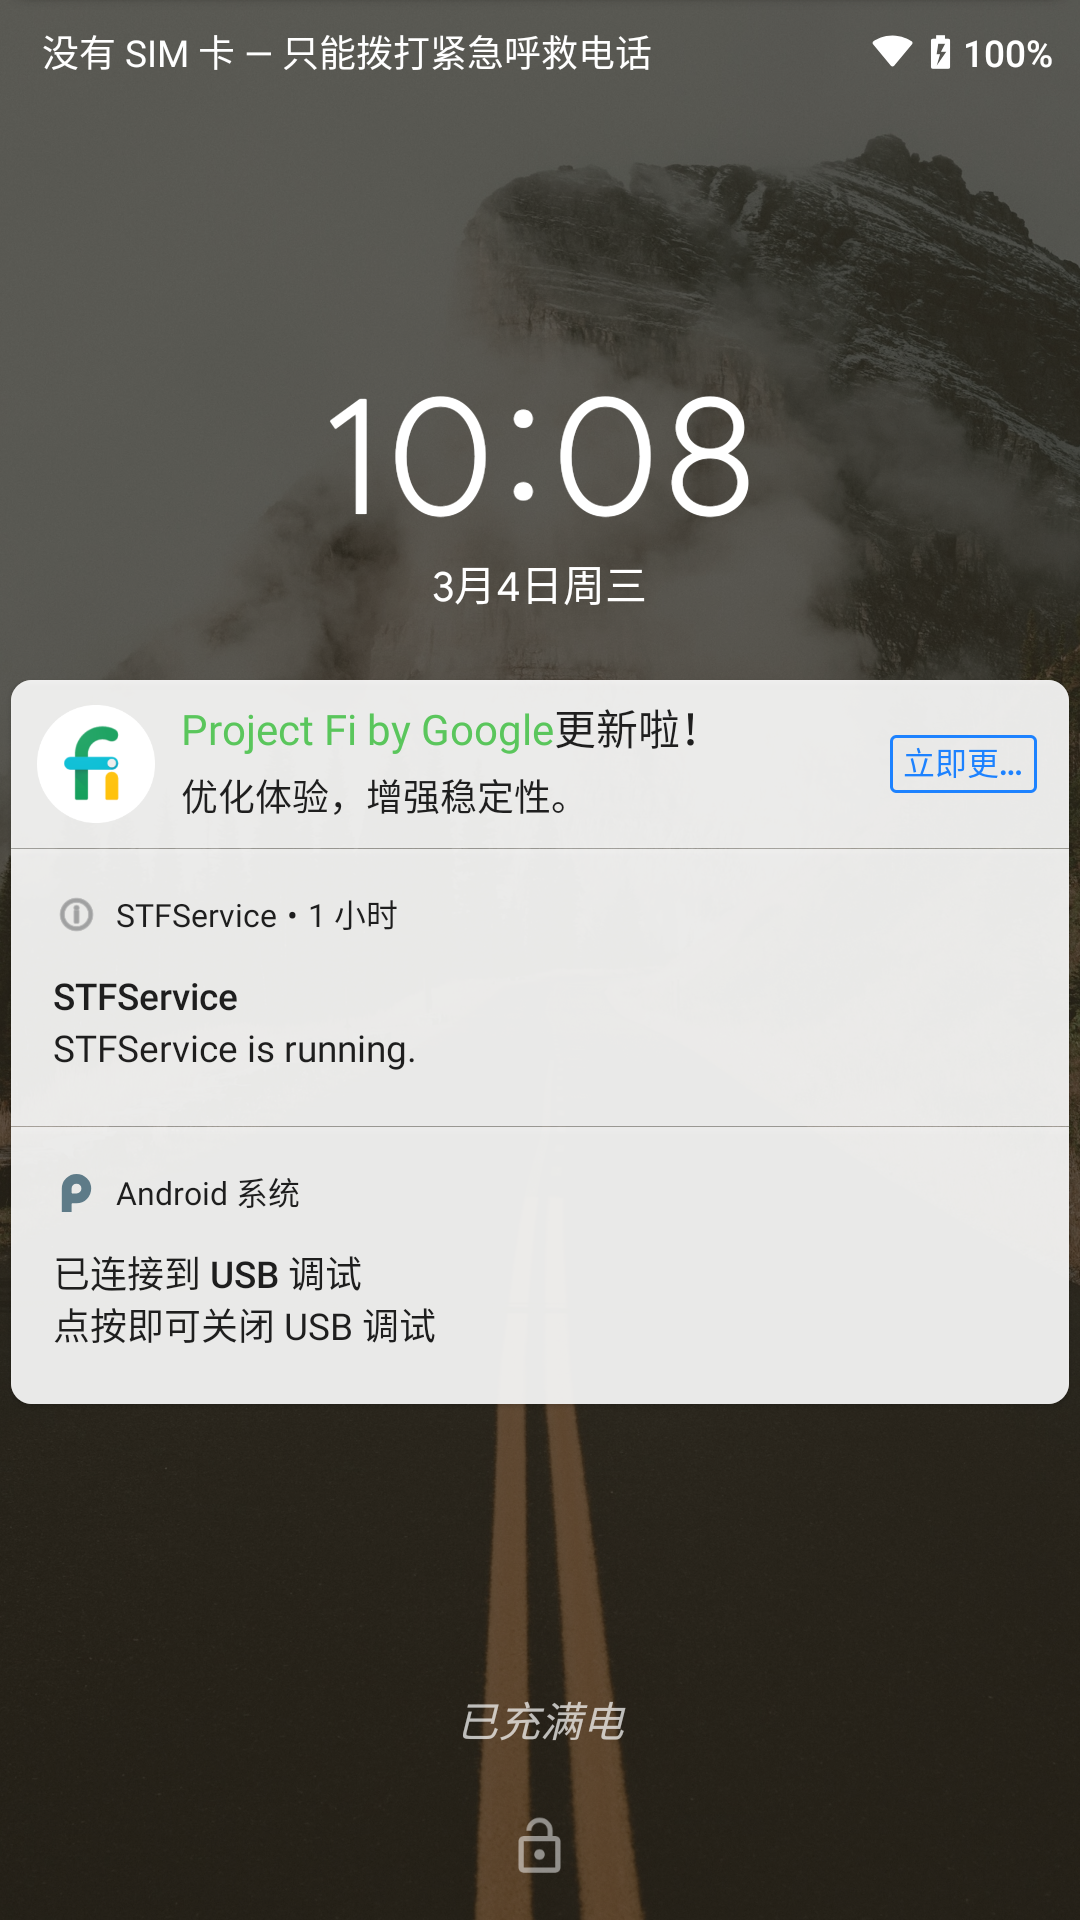 没有 SIM 卡 — 只能拨打紧急呼救电话
100%
10:08
3月4日周三
Project Fi by Google更新啦！
优化体验，增强稳定性。
立即更...
STFService • 1 小时
STFService
STFService is running.
Android 系统
已连接到 USB 调试
点按即可关闭 USB 调试
已充满电